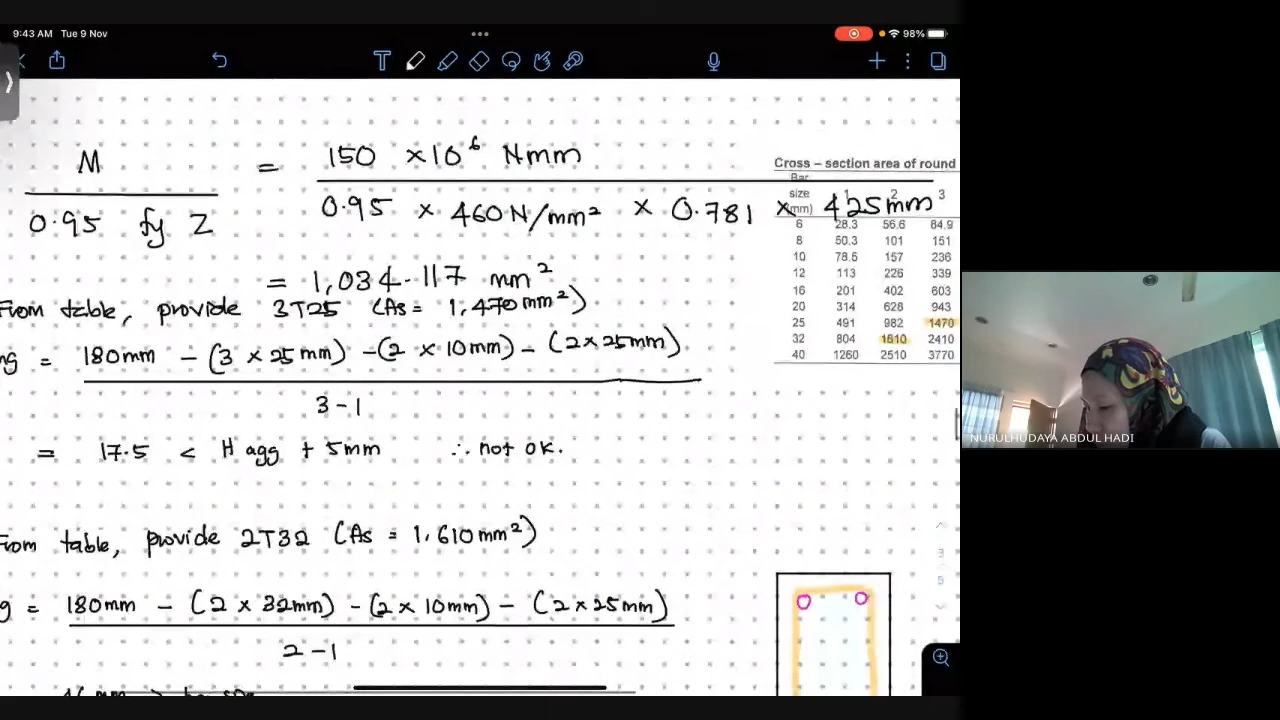 9:43 AM Tue 9 Nov
98%
M = 150 ×10⁶ Nmm
0.95 fy Z 0.95 × 460 N/mm² × 0.781 × 425mm
= 1,034.117 mm²
From table, provide 3T25 (As = 1,470mm²)
ng = 180mm - (3 × 25mm) - (2 × 10mm) - (2×25mm)
3-1
= 17.5 < H agg + 5mm ∴ not ok.
From table, provide 2T32 (As = 1,610mm²)
g = 180mm - (2 × 32mm) - (2 × 10mm) - (2×25mm)
2-1
Cross – section area of round
Bar
size 1 2 3
(mm)
6 28.3 56.6 84.9
8 50.3 101 151
10 78.5 157 236
12 113 226 339
16 201 402 603
20 314 628 943
25 491 982 1470
32 804 1610 2410
40 1260 2510 3770
3
5
NURULHUDAYA ABDUL HADI